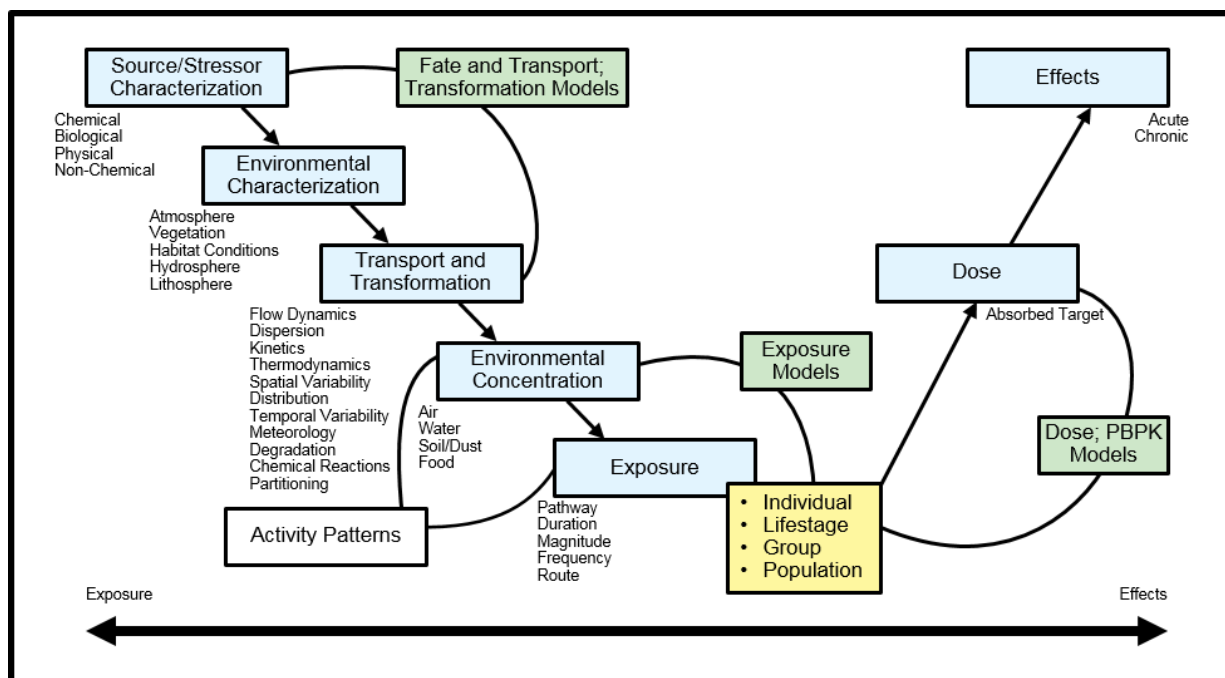 Source/Stressor
Characterization
Fate and Transport;
Transformation Models
Effects
Chemical
Biological
Physical
Non-Chemical
Acute
Chronic
Environmental
Characterization
Atmosphere
Vegetation
Habitat Conditions
Hydrosphere
Lithosphere
Transport and
Transformation
Dose
Absorbed Target
Flow Dynamics
Dispersion
Kinetics
Thermodynamics
Spatial Variability
Distribution
Temporal Variability
Meteorology
Degradation
Chemical Reactions
Partitioning
Environmental
Concentration
Exposure
Models
Air
Water
Soil/Dust
Food
Dose; PBPK
Models
Exposure
Pathway
Duration
Magnitude
Frequency
Route
• Individual
• Lifestage
• Group
• Population
Activity Patterns
Exposure
Effects